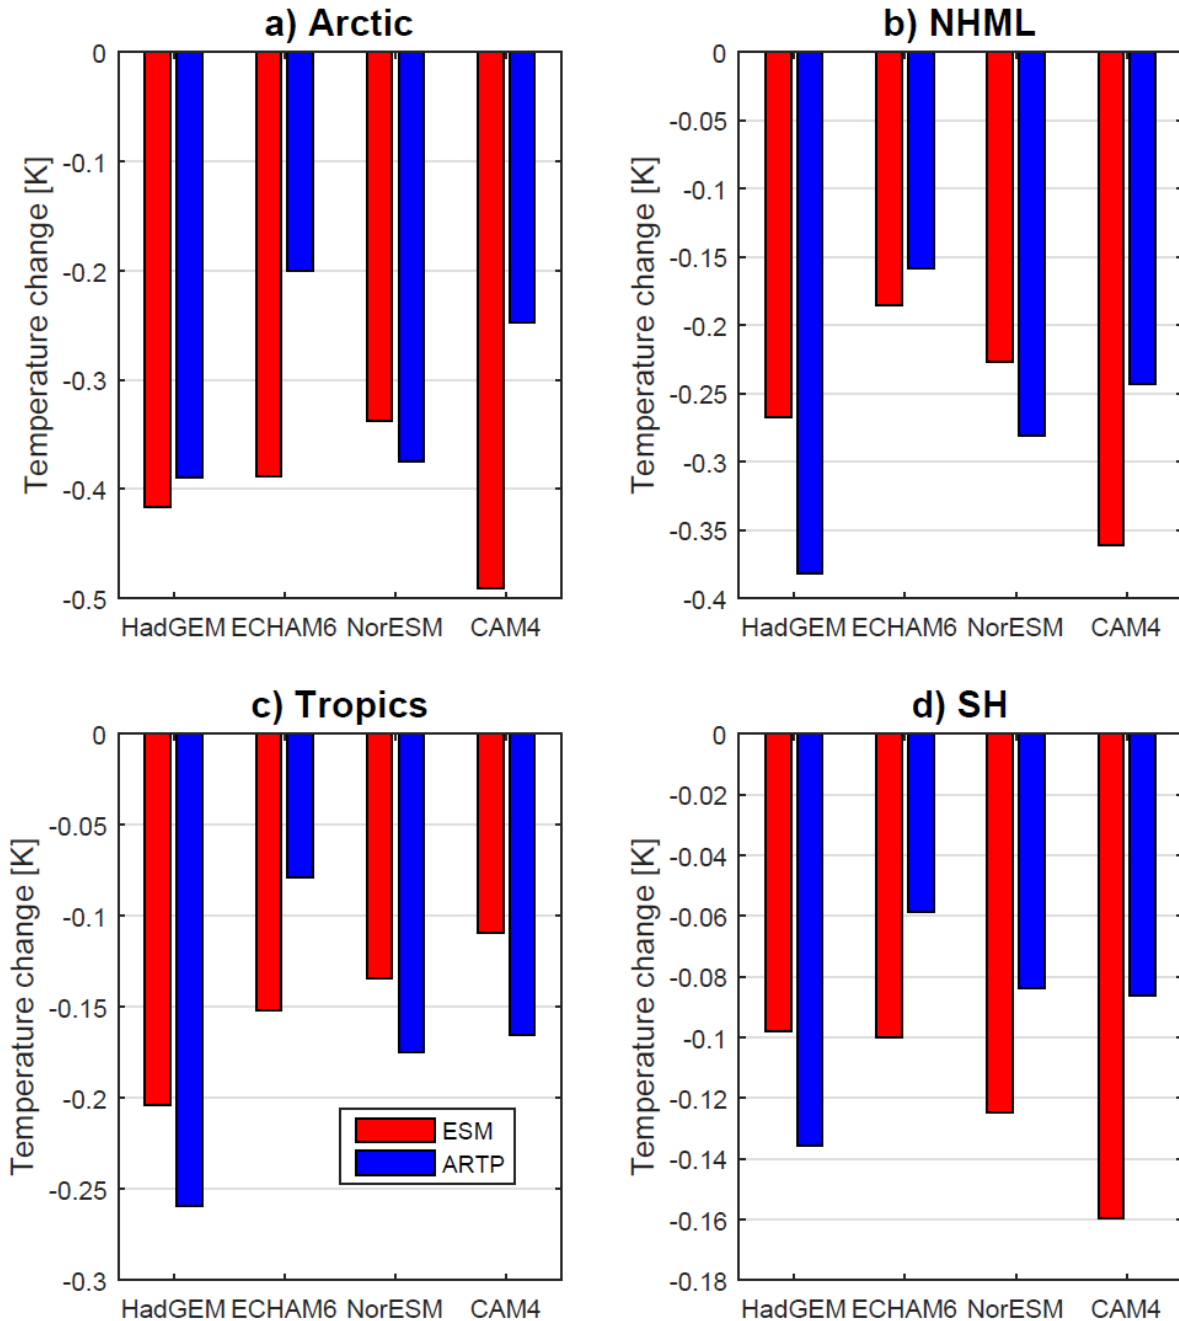 a) Arctic
0
-0.1
-0.2
-0.3
-0.4
-0.5
Temperature change [K]
HadGEM ECHAM6 NorESM CAM4
b) NHML
0
-0.05
-0.1
-0.15
-0.2
-0.25
-0.3
-0.35
-0.4
Temperature change [K]
HadGEM ECHAM6 NorESM CAM4
c) Tropics
0
-0.05
-0.1
-0.15
-0.2
-0.25
-0.3
Temperature change [K]
ESM
ARTP
HadGEM ECHAM6 NorESM CAM4
d) SH
0
-0.02
-0.04
-0.06
-0.08
-0.1
-0.12
-0.14
-0.16
-0.18
Temperature change [K]
HadGEM ECHAM6 NorESM CAM4